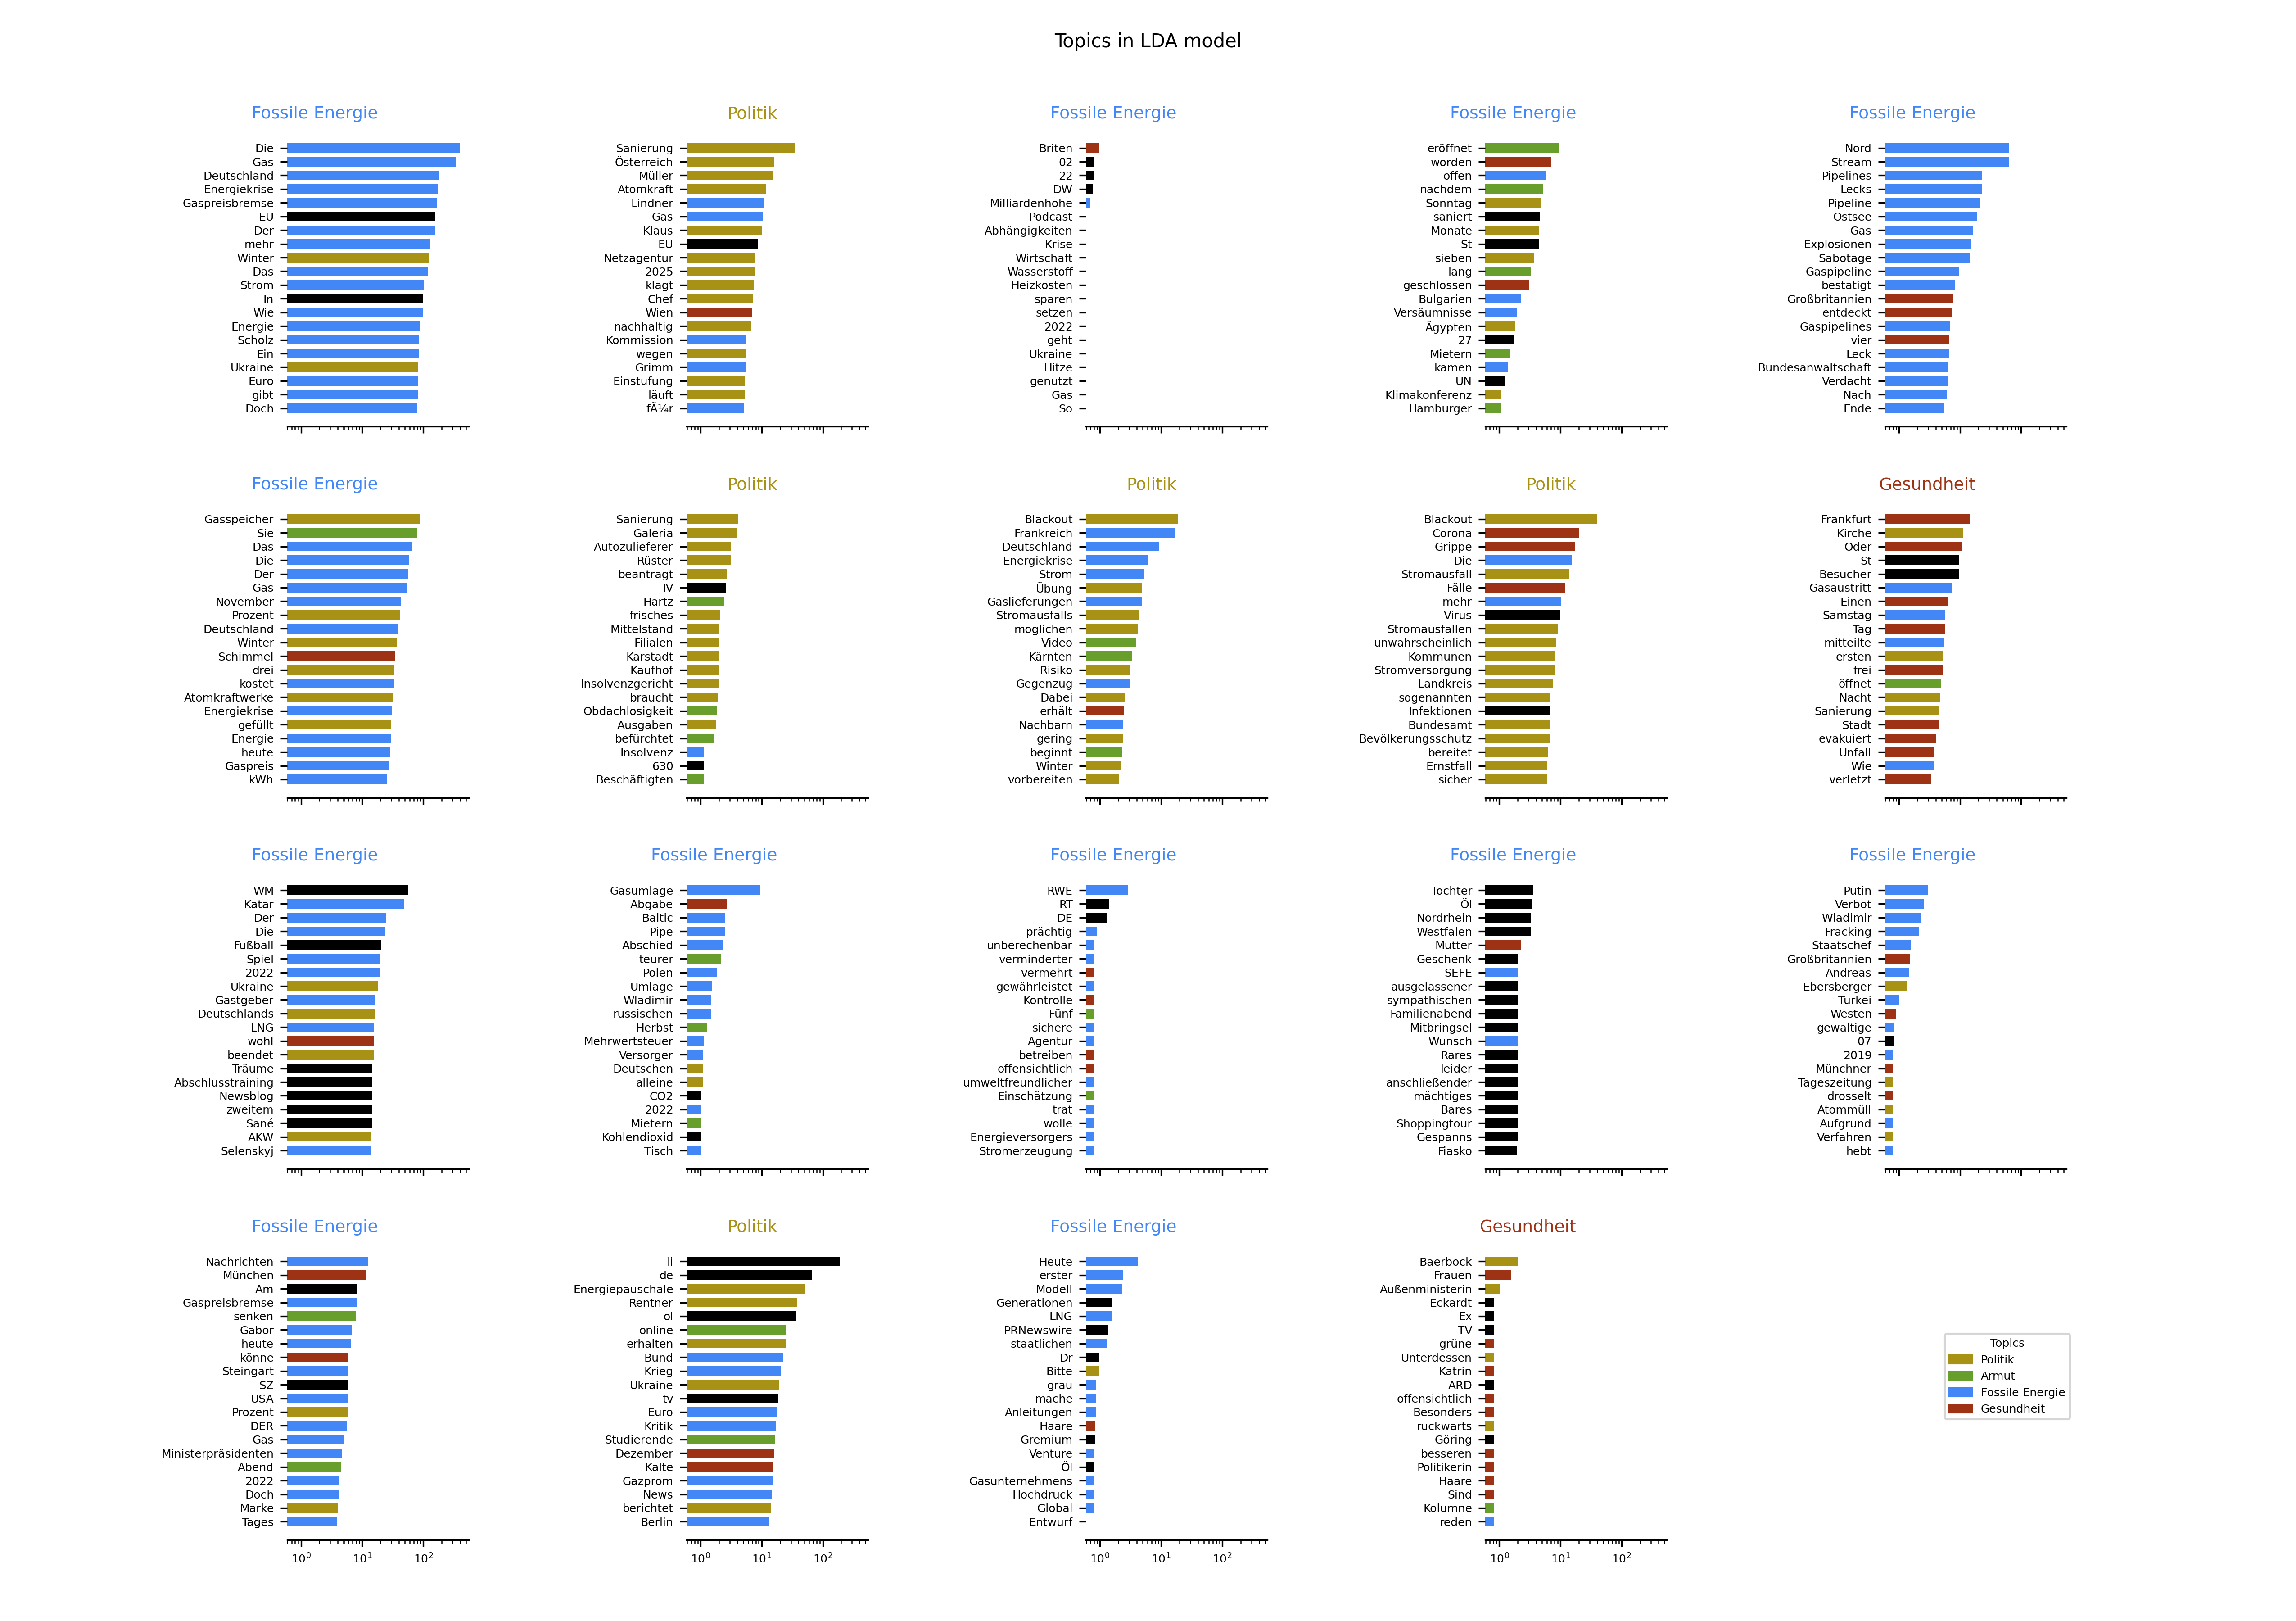 Topics in LDA model
Fossile Energie
Die
Gas
Deutschland
Energiekrise
Gaspreisbremse
EU
Der
mehr
Winter
Das
Strom
In
Wie
Energie
Scholz
Ein
Ukraine
Euro
gibt
Doch
Politik
Sanierung
Österreich
Müller
Atomkraft
Lindner
Gas
Klaus
EU
Netzagentur
2025
klagt
Chef
Wien
nachhaltig
Kommission
wegen
Grimm
Einstufung
läuft
fÃ¼r
Fossile Energie
Briten
02
22
DW
Milliardenhöhe
Podcast
Abhängigkeiten
Krise
Wirtschaft
Wasserstoff
Heizkosten
sparen
setzen
2022
geht
Ukraine
Hitze
genutzt
Gas
So
Fossile Energie
eröffnet
worden
offen
nachdem
Sonntag
saniert
Monate
St
sieben
lang
geschlossen
Bulgarien
Versäumnisse
Ägypten
27
Mietern
kamen
UN
Klimakonferenz
Hamburger
Fossile Energie
Nord
Stream
Pipelines
Lecks
Pipeline
Ostsee
Gas
Explosionen
Sabotage
Gaspipeline
bestätigt
Großbritannien
entdeckt
Gaspipelines
vier
Leck
Bundesanwaltschaft
Verdacht
Nach
Ende
Fossile Energie
Gasspeicher
Sie
Das
Die
Der
Gas
November
Prozent
Deutschland
Winter
Schimmel
drei
kostet
Atomkraftwerke
Energiekrise
gefüllt
Energie
heute
Gaspreis
kWh
Politik
Sanierung
Galeria
Autozulieferer
Rüster
beantragt
IV
Hartz
frisches
Mittelstand
Filialen
Karstadt
Kaufhof
Insolvenzgericht
braucht
Obdachlosigkeit
Ausgaben
befürchtet
Insolvenz
630
Beschäftigten
Politik
Blackout
Frankreich
Deutschland
Energiekrise
Strom
Übung
Gaslieferungen
Stromausfalls
möglichen
Video
Kärnten
Risiko
Gegenzug
Dabei
erhält
Nachbarn
gering
beginnt
Winter
vorbereiten
Politik
Blackout
Corona
Grippe
Die
Stromausfall
Fälle
mehr
Virus
Stromausfällen
unwahrscheinlich
Kommunen
Stromversorgung
Landkreis
sogenannten
Infektionen
Bundesamt
Bevölkerungsschutz
bereitet
Ernstfall
sicher
Gesundheit
Frankfurt
Kirche
Oder
St
Besucher
Gasaustritt
Einen
Samstag
Tag
mitteilte
ersten
frei
öffnet
Nacht
Sanierung
Stadt
evakuiert
Unfall
Wie
verletzt
Fossile Energie
WM
Katar
Der
Die
Fußball
Spiel
2022
Ukraine
Gastgeber
Deutschlands
LNG
wohl
beendet
Träume
Abschlusstraining
Newsblog
zweitem
Sané
AKW
Selenskyj
Fossile Energie
Gasumlage
Abgabe
Baltic
Pipe
Abschied
teurer
Polen
Umlage
Wladimir
russischen
Herbst
Mehrwertsteuer
Versorger
Deutschen
alleine
CO2
2022
Mietern
Kohlendioxid
Tisch
Fossile Energie
RWE
RT
DE
prächtig
unberechenbar
verminderter
vermehrt
gewährleistet
Kontrolle
Fünf
sichere
Agentur
betreiben
offensichtlich
umweltfreundlicher
Einschätzung
trat
wolle
Energieversorgers
Stromerzeugung
Fossile Energie
Tochter
Öl
Nordrhein
Westfalen
Mutter
Geschenk
SEFE
ausgelassener
sympathischen
Familienabend
Mitbringsel
Wunsch
Rares
leider
anschließender
mächtiges
Bares
Shoppingtour
Gespanns
Fiasko
Fossile Energie
Putin
Verbot
Wladimir
Fracking
Staatschef
Großbritannien
Andreas
Ebersberger
Türkei
Westen
gewaltige
07
2019
Münchner
Tageszeitung
drosselt
Atommüll
Aufgrund
Verfahren
hebt
Fossile Energie
Nachrichten
München
Am
Gaspreisbremse
senken
Gabor
heute
könne
Steingart
SZ
USA
Prozent
DER
Gas
Ministerpräsidenten
Abend
2022
Doch
Marke
Tages
10⁰ 10¹ 10²
Politik
li
de
Energiepauschale
Rentner
ol
online
erhalten
Bund
Krieg
Ukraine
tv
Euro
Kritik
Studierende
Dezember
Kälte
Gazprom
News
berichtet
Berlin
10⁰ 10¹ 10²
Fossile Energie
Heute
erster
Modell
Generationen
LNG
PRNewswire
staatlichen
Dr
Bitte
grau
mache
Anleitungen
Haare
Gremium
Venture
Öl
Gasunternehmens
Hochdruck
Global
Entwurf
10⁰ 10¹ 10²
Gesundheit
Baerbock
Frauen
Außenministerin
Eckardt
Ex
TV
grüne
Unterdessen
Katrin
ARD
offensichtlich
Besonders
rückwärts
Göring
besseren
Politikerin
Haare
Sind
Kolumne
reden
10⁰ 10¹ 10²
Topics
Politik
Armut
Fossile Energie
Gesundheit